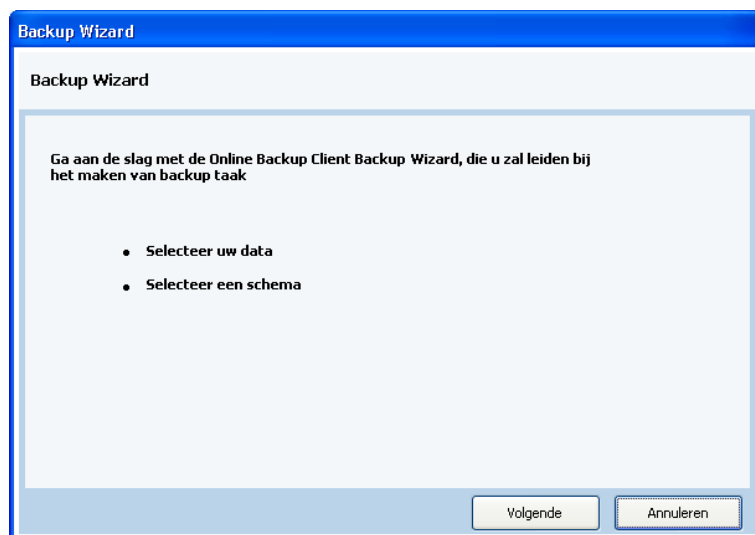 Backup Wizard
Backup Wizard
Ga aan de slag met de Online Backup Client Backup Wizard, die u zal leiden bij
het maken van backup taak
• Selecteer uw data
• Selecteer een schema
Volgende
Annuleren